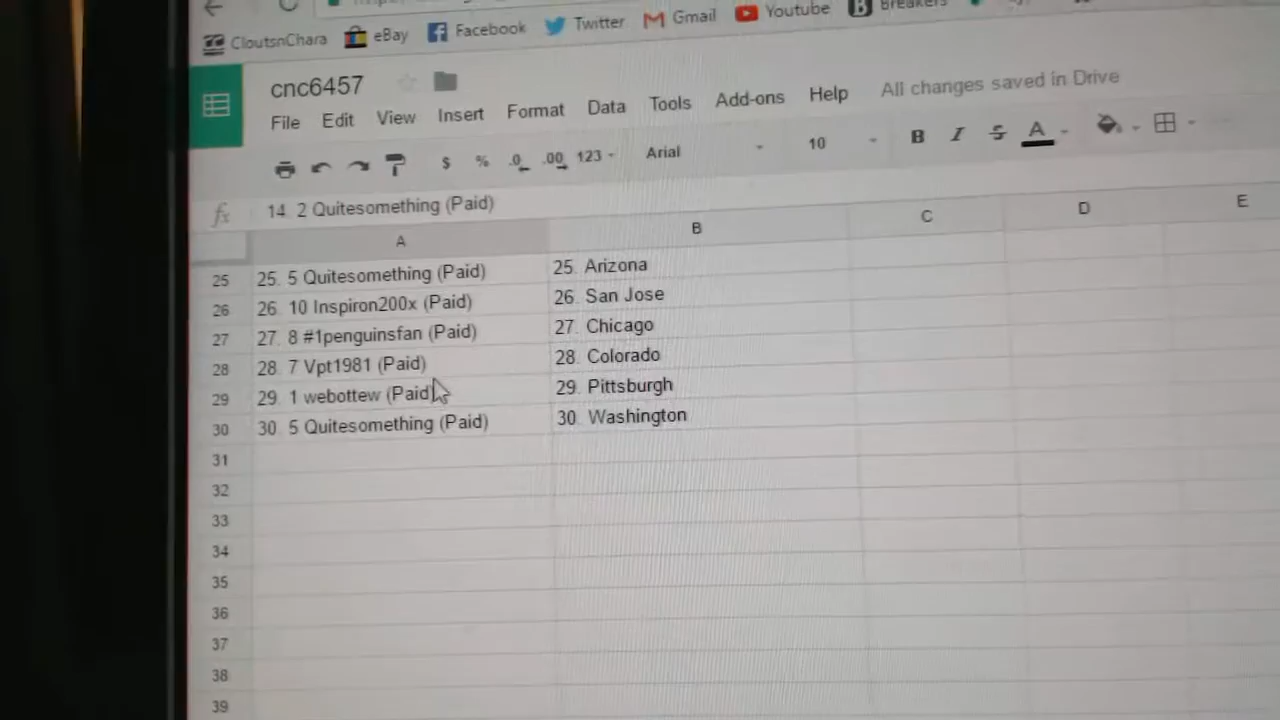 CloutsnChara eBay Facebook Twitter Gmail Youtube Breakers
cnc6457
File Edit View Insert Format Data Tools Add-ons Help All changes saved in Drive
$ % .0 .00 123 Arial 10 B I S A
fx 14. 2 Quitesomething (Paid)
A B C D E
25 25. 5 Quitesomething (Paid) 25. Arizona
26 26. 10 Inspiron200x (Paid) 26. San Jose
27 27. 8 #1penguinsfan (Paid) 27. Chicago
28 28. 7 Vpt1981 (Paid) 28. Colorado
29 29. 1 webottew (Paid) 29. Pittsburgh
30 30. 5 Quitesomething (Paid) 30. Washington
31
32
33
34
35
36
37
38
39